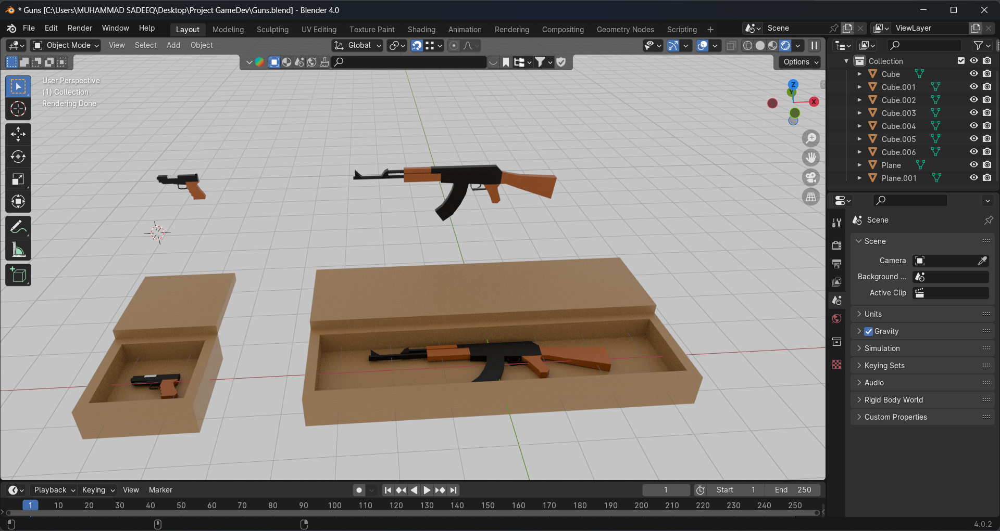 * Guns [C:\Users\MUHAMMAD SADEEQ\Desktop\Project GameDev\Guns.blend] - Blender 4.0
File Edit Render Window Help Layout Modeling Sculpting UV Editing Texture Paint Shading Animation Rendering Compositing Geometry Nodes Scripting + Scene ViewLayer
Object Mode View Select Add Object Global
Options
User Perspective
(1) Collection
Rendering Done
Z
Y
X
Collection
Cube
Cube.001
Cube.002
Cube.003
Cube.004
Cube.005
Cube.006
Plane
Plane.001
Scene
Scene
Camera
Background ...
Active Clip
Units
Gravity
Simulation
Keying Sets
Audio
Rigid Body World
Custom Properties
Playback Keying View Marker 1 Start 1 End 250
1 10 20 30 40 50 60 70 80 90 100 110 120 130 140 150 160 170 180 190 200 210 220 230 240 250
4.0.2